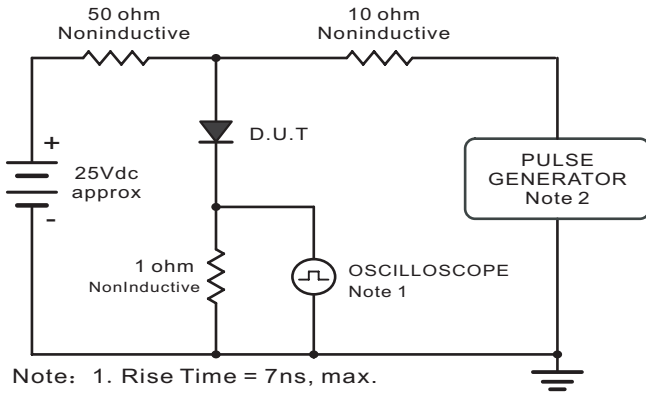 50 ohm
Noninductive
10 ohm
Noninductive
+
D.U.T
25Vdc
approx
-
PULSE
GENERATOR
Note 2
1 ohm
NonInductive
OSCILLOSCOPE
Note 1
Note: 1. Rise Time = 7ns, max.